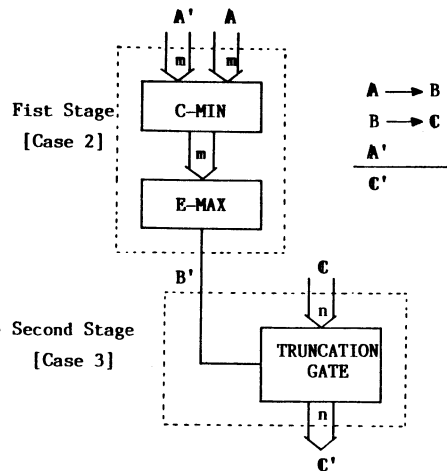 A' A
m m
Fist Stage
[Case 2]
C-MIN
m
E-MAX
A → B
B → C
A'
C'
B'
C
n
Second Stage
[Case 3]
TRUNCATION
GATE
n
C'